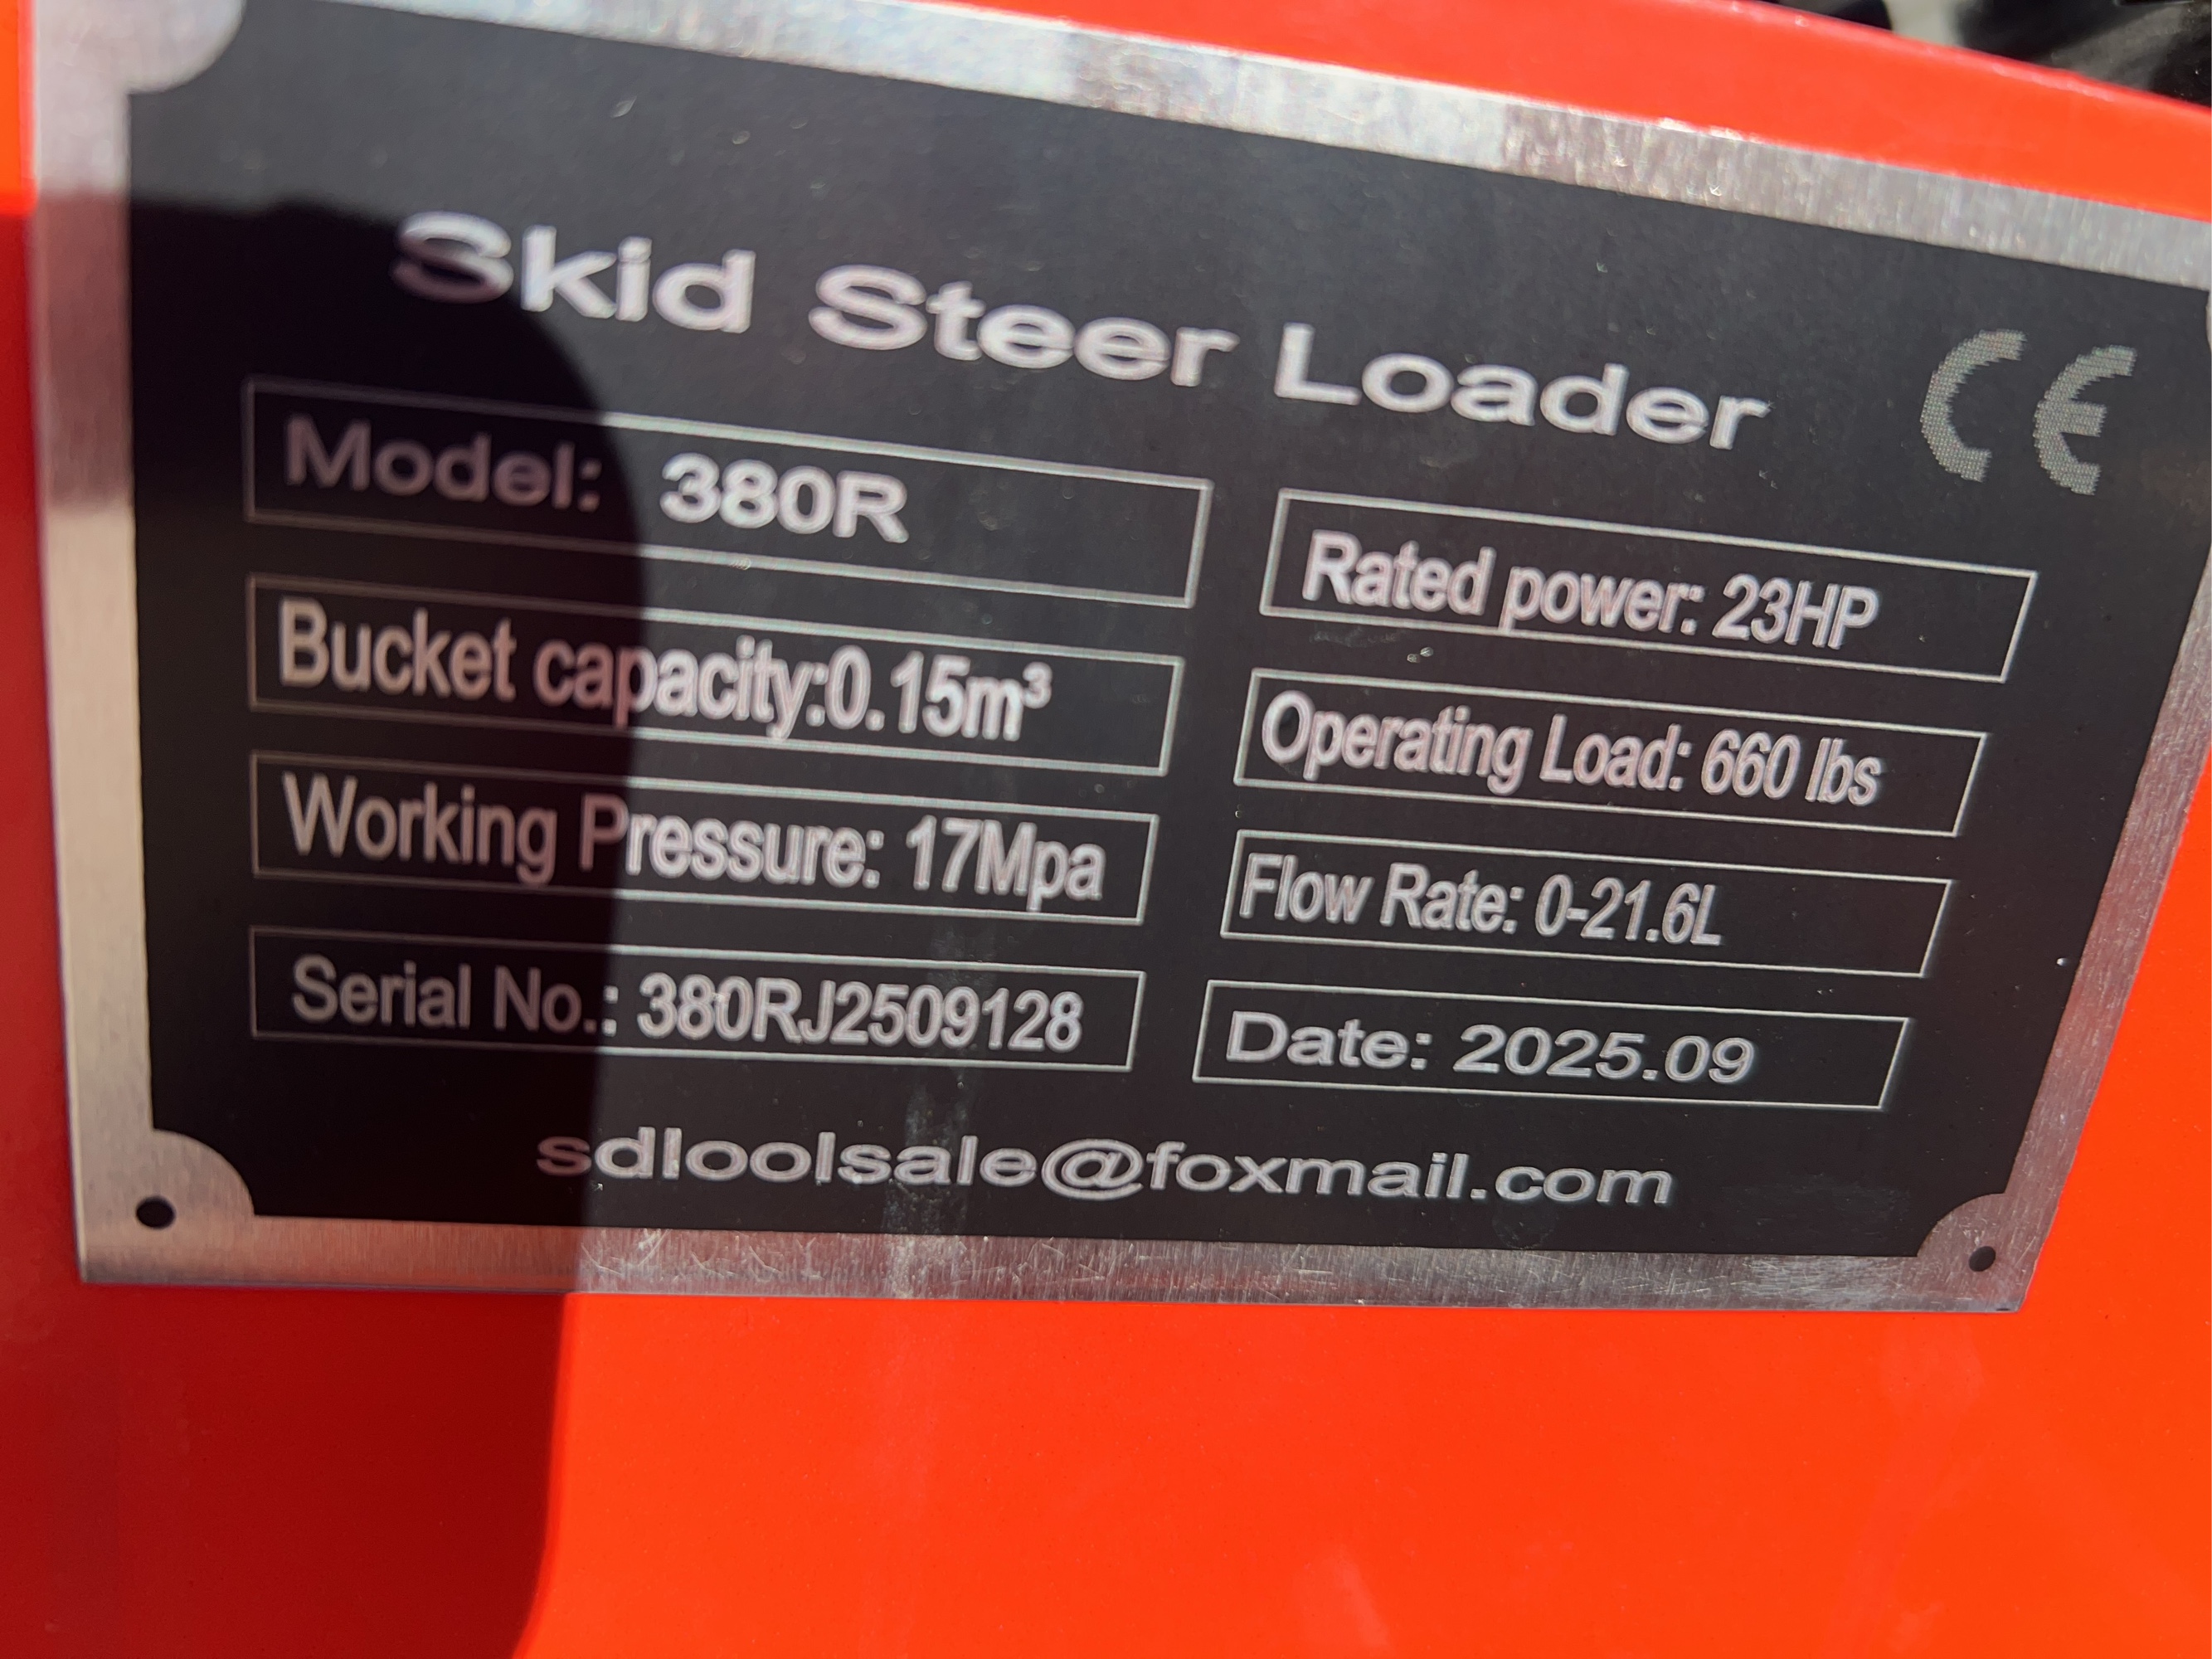 Skid Steer Loader CE
Model: 380R
Rated power: 23HP
Bucket capacity:0.15m³
Operating Load: 660 lbs
Working Pressure: 17Mpa
Flow Rate: 0-21.6L
Serial No.: 380RJ2509128
Date: 2025.09
sdloolsale@foxmail.com